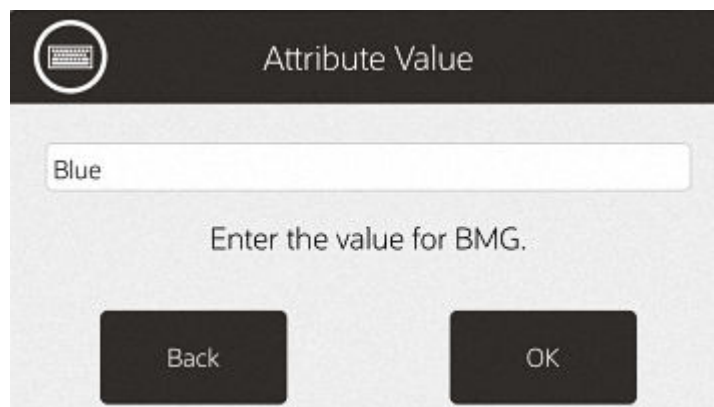 Attribute Value
Blue
Enter the value for BMG.
Back
OK